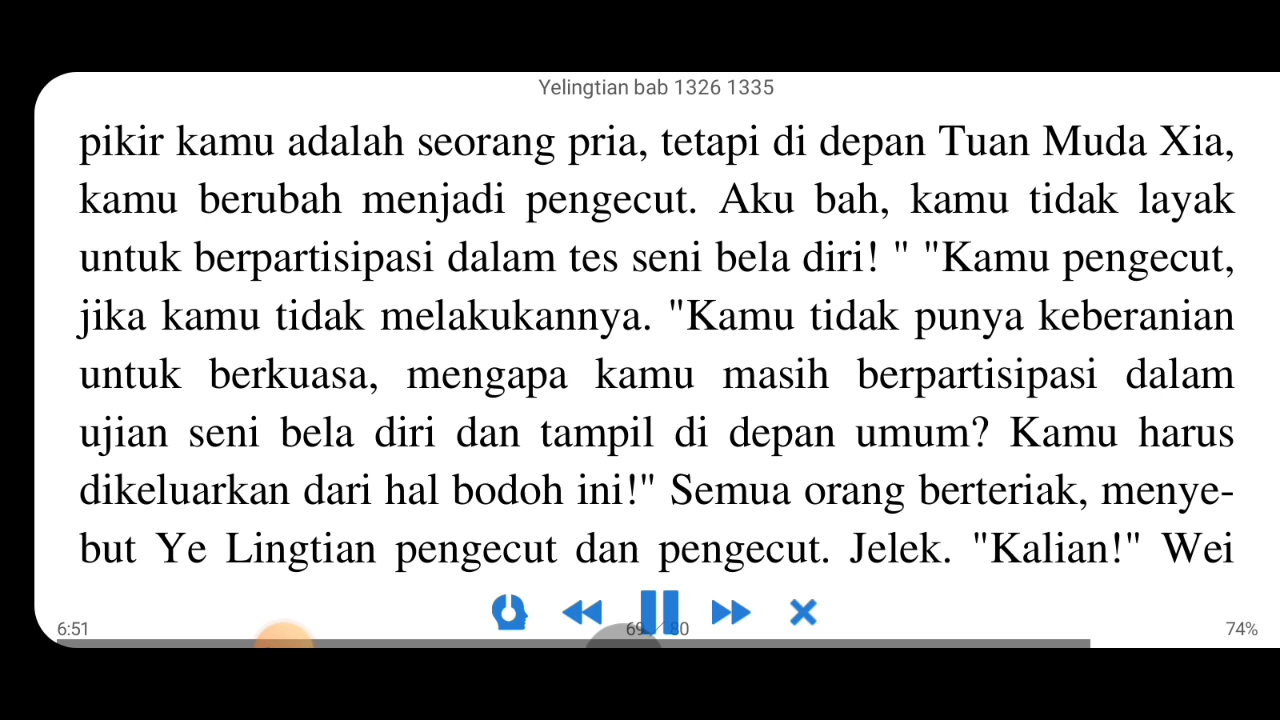 Yelingtian bab 1326 1335
pikir kamu adalah seorang pria, tetapi di depan Tuan Muda Xia,
kamu berubah menjadi pengecut. Aku bah, kamu tidak layak
untuk berpartisipasi dalam tes seni bela diri! " "Kamu pengecut,
jika kamu tidak melakukannya. "Kamu tidak punya keberanian
untuk berkuasa, mengapa kamu masih berpartisipasi dalam
ujian seni bela diri dan tampil di depan umum? Kamu harus
dikeluarkan dari hal bodoh ini!" Semua orang berteriak, menye-
but Ye Lingtian pengecut dan pengecut. Jelek. "Kalian!" Wei
6:51 69 / 80 74%